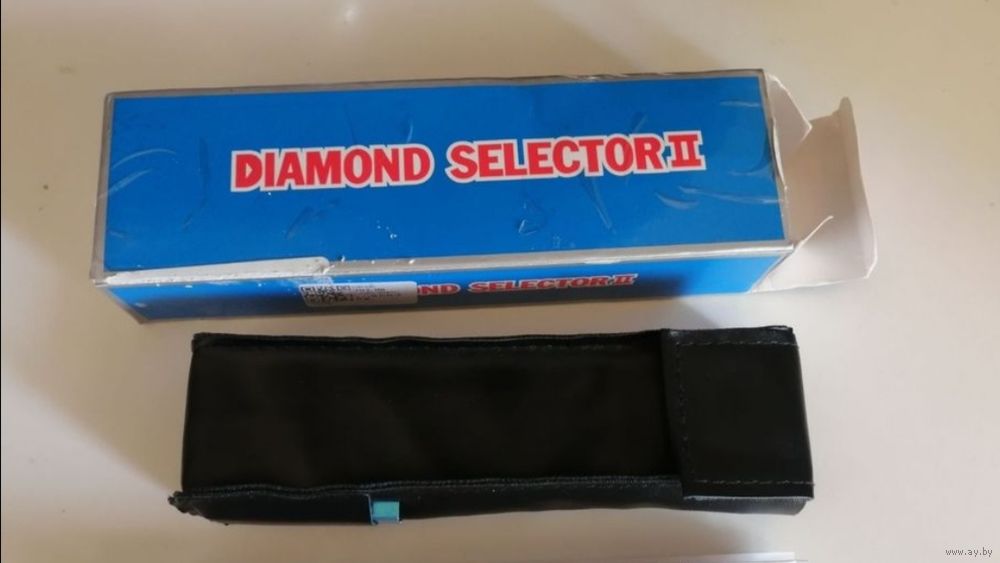 DIAMOND SELECTOR II
ND SELECTOR II
www.ay.by